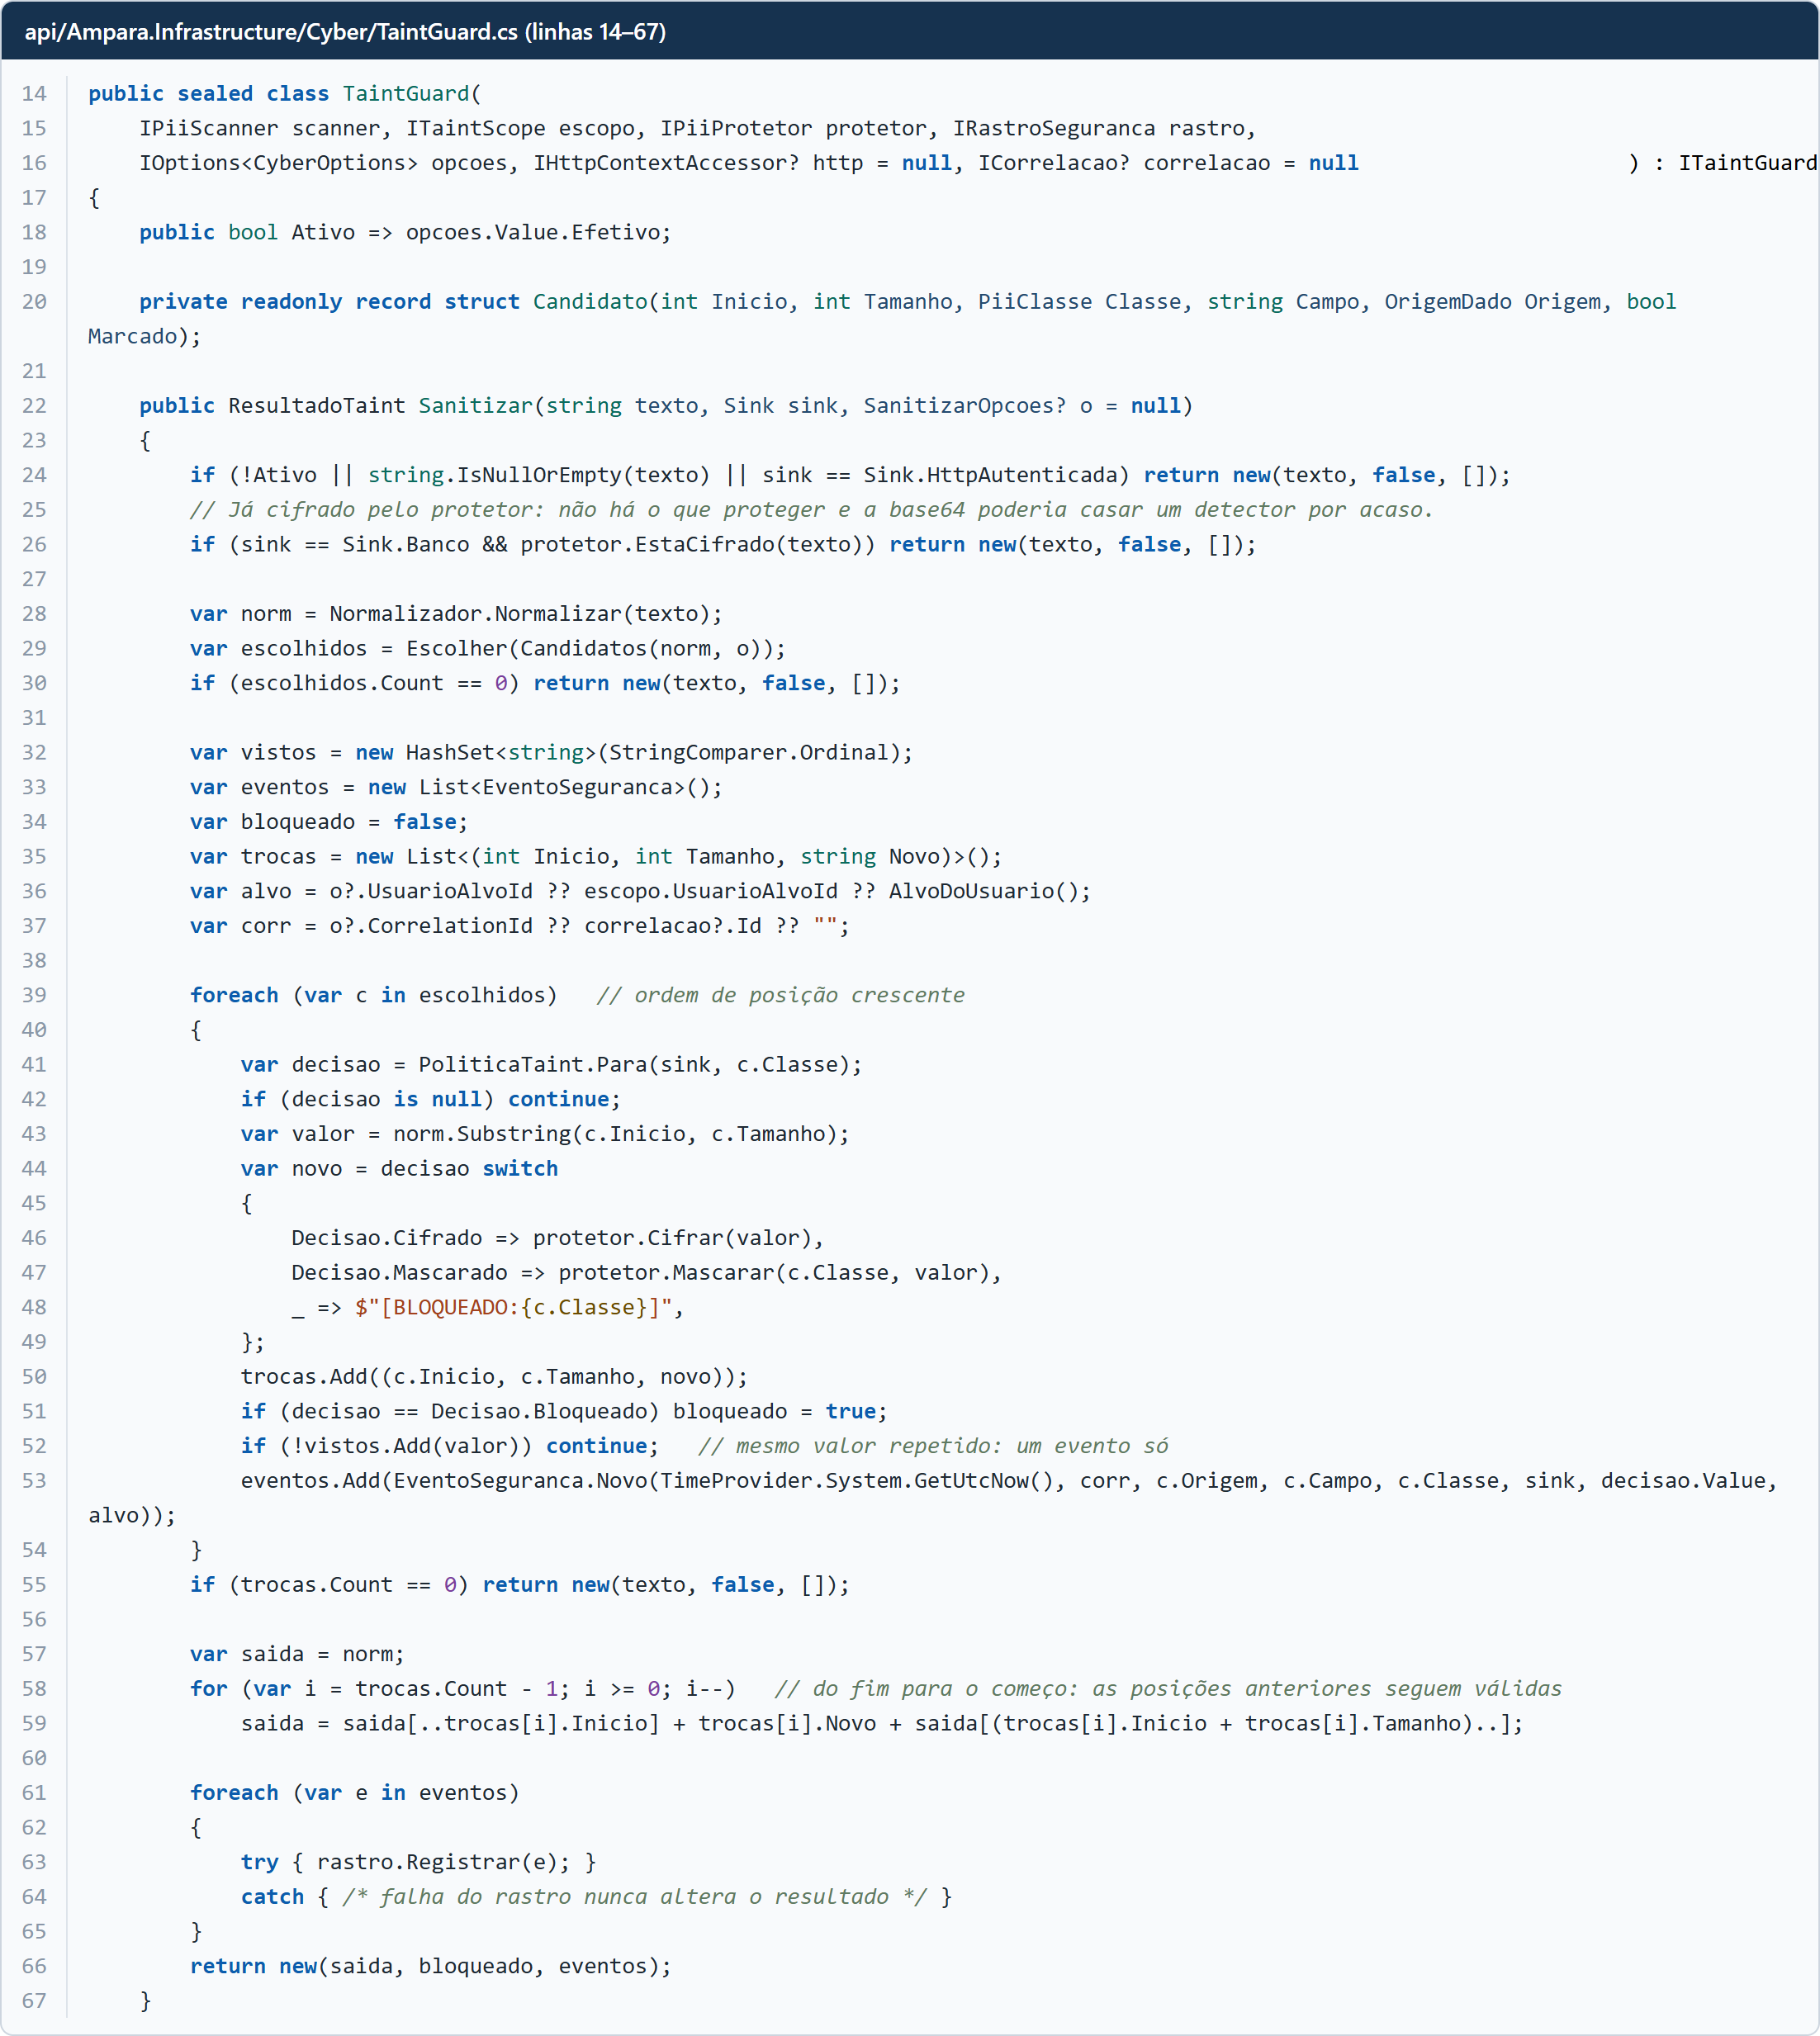 api/Ampara.Infrastructure/Cyber/TaintGuard.cs (linhas 14–67)
14 public sealed class TaintGuard(
15     IPiiScanner scanner, ITaintScope escopo, IPiiProtetor protetor, IRastroSeguranca rastro,
16     IOptions<CyberOptions> opcoes, IHttpContextAccessor? http = null, ICorrelacao? correlacao = null                     ) : ITaintGuard
17 {
18     public bool Ativo => opcoes.Value.Efetivo;
19
20     private readonly record struct Candidato(int Inicio, int Tamanho, PiiClasse Classe, string Campo, OrigemDado Origem, bool
Marcado);
21
22     public ResultadoTaint Sanitizar(string texto, Sink sink, SanitizarOpcoes? o = null)
23     {
24         if (!Ativo || string.IsNullOrEmpty(texto) || sink == Sink.HttpAutenticada) return new(texto, false, []);
25         // Já cifrado pelo protetor: não há o que proteger e a base64 poderia casar um detector por acaso.
26         if (sink == Sink.Banco && protetor.EstaCifrado(texto)) return new(texto, false, []);
27
28         var norm = Normalizador.Normalizar(texto);
29         var escolhidos = Escolher(Candidatos(norm, o));
30         if (escolhidos.Count == 0) return new(texto, false, []);
31
32         var vistos = new HashSet<string>(StringComparer.Ordinal);
33         var eventos = new List<EventoSeguranca>();
34         var bloqueado = false;
35         var trocas = new List<(int Inicio, int Tamanho, string Novo)>();
36         var alvo = o?.UsuarioAlvoId ?? escopo.UsuarioAlvoId ?? AlvoDoUsuario();
37         var corr = o?.CorrelationId ?? correlacao?.Id ?? "";
38
39         foreach (var c in escolhidos)   // ordem de posição crescente
40         {
41             var decisao = PoliticaTaint.Para(sink, c.Classe);
42             if (decisao is null) continue;
43             var valor = norm.Substring(c.Inicio, c.Tamanho);
44             var novo = decisao switch
45             {
46                 Decisao.Cifrado => protetor.Cifrar(valor),
47                 Decisao.Mascarado => protetor.Mascarar(c.Classe, valor),
48                 _ => $"[BLOQUEADO:{c.Classe}]",
49             };
50             trocas.Add((c.Inicio, c.Tamanho, novo));
51             if (decisao == Decisao.Bloqueado) bloqueado = true;
52             if (!vistos.Add(valor)) continue;   // mesmo valor repetido: um evento só
53             eventos.Add(EventoSeguranca.Novo(TimeProvider.System.GetUtcNow(), corr, c.Origem, c.Campo, c.Classe, sink, decisao.Value,
alvo));
54         }
55         if (trocas.Count == 0) return new(texto, false, []);
56
57         var saida = norm;
58         for (var i = trocas.Count - 1; i >= 0; i--)   // do fim para o começo: as posições anteriores seguem válidas
59             saida = saida[..trocas[i].Inicio] + trocas[i].Novo + saida[(trocas[i].Inicio + trocas[i].Tamanho)..];
60
61         foreach (var e in eventos)
62         {
63             try { rastro.Registrar(e); }
64             catch { /* falha do rastro nunca altera o resultado */ }
65         }
66         return new(saida, bloqueado, eventos);
67     }